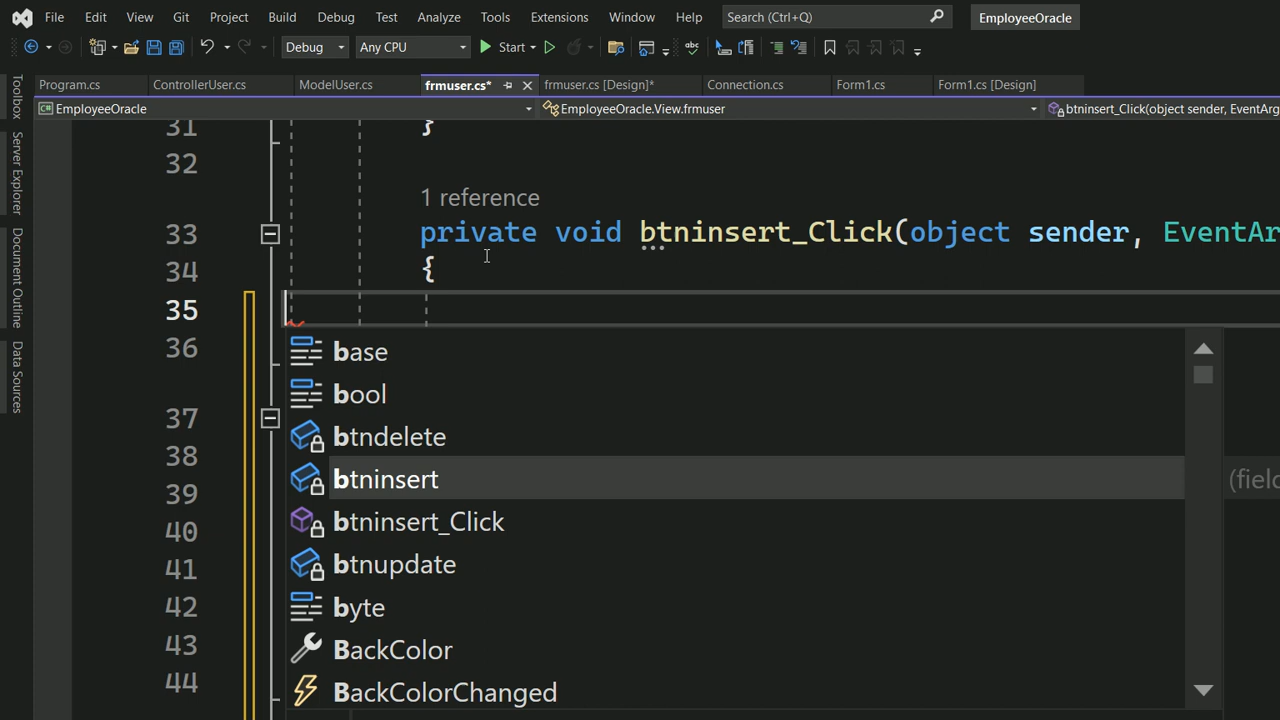 File Edit View Git Project Build Debug Test Analyze Tools Extensions Window Help Search (Ctrl+Q) EmployeeOracle
Debug Any CPU Start abc
Program.cs ControllerUser.cs ModelUser.cs frmuser.cs* frmuser.cs [Design]* Connection.cs Form1.cs Form1.cs [Design]
C# EmployeeOracle EmployeeOracle.View.frmuser btninsert_Click(object sender, EventArg
Toolbox
Server Explorer
Document Outline
Data Sources
31 }
32
1 reference
33 private void btninsert_Click(object sender, EventAr
34 {
35
36
37
38
39
40
41
42
43
44
base
bool
btndelete
btninsert (fiel
btninsert_Click
btnupdate
byte
BackColor
BackColorChanged